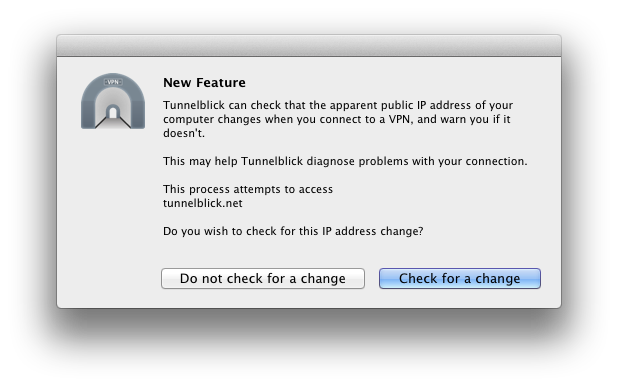 VPN
New Feature
Tunnelblick can check that the apparent public IP address of your
computer changes when you connect to a VPN, and warn you if it
doesn't.
This may help Tunnelblick diagnose problems with your connection.
This process attempts to access
tunnelblick.net
Do you wish to check for this IP address change?
Do not check for a change
Check for a change